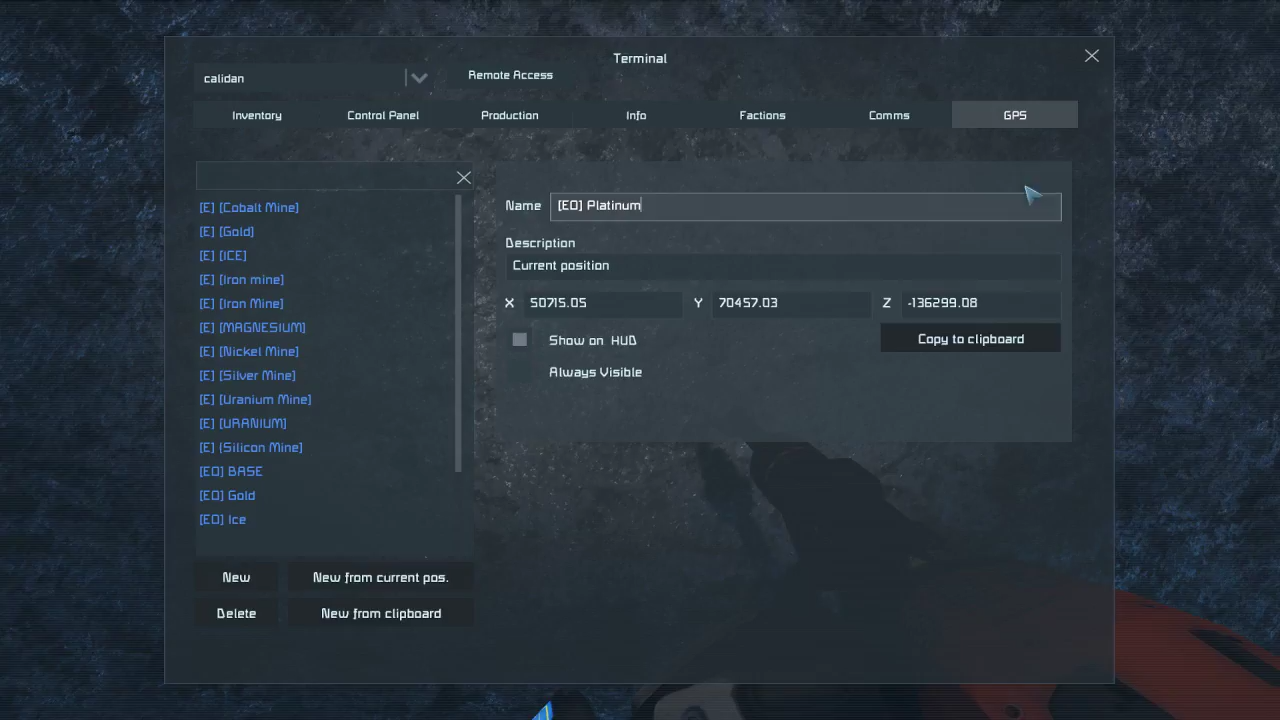 Terminal
calidan
Remote Access
Inventory Control Panel Production Info Factions Comms GPS
Name [EO] Platinum
Description
Current position
X 50715.05 Y 70457.03 Z -136299.08
Show on HUD
Copy to clipboard
Always Visible
[E] [Cobalt Mine]
[E] [Gold]
[E] [ICE]
[E] [Iron mine]
[E] [Iron Mine]
[E] [MAGNESIUM]
[E] [Nickel Mine]
[E] [Silver Mine]
[E] [Uranium Mine]
[E] [URANIUM]
[E] {Silicon Mine]
[EO] BASE
[EO] Gold
[EO] Ice
New New from current pos.
Delete New from clipboard